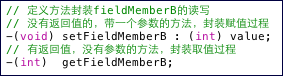 // 定义方法封装fieldMemberB的读写
// 没有返回值的，带一个参数的方法，封装赋值过程
-(void) setFieldMemberB : (int) value;
// 有返回值，没有参数的方法，封装取值过程
-(int)  getFieldMemberB;